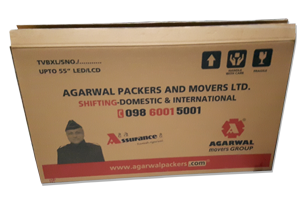 TVBXL/SNO./...........
UPTO 55" LED/LCD
AGARWAL PACKERS AND MOVERS LTD.
SHIFTING-DOMESTIC & INTERNATIONAL
098 6001 5001
Assurance
AGARWAL
movers GROUP
www.agarwalpackers.com